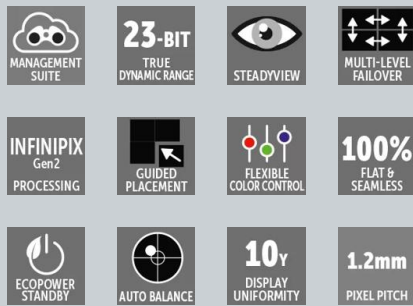 MANAGEMENT
SUITE
23-BIT
TRUE
DYNAMIC RANGE
STEADYVIEW
MULTI-LEVEL
FAILOVER
INFINIPIX
Gen2
PROCESSING
GUIDED
PLACEMENT
FLEXIBLE
COLOR CONTROL
100%
FLAT &
SEAMLESS
ECOPOWER
STANDBY
AUTO BALANCE
10Y
DISPLAY
UNIFORMITY
1.2mm
PIXEL PITCH